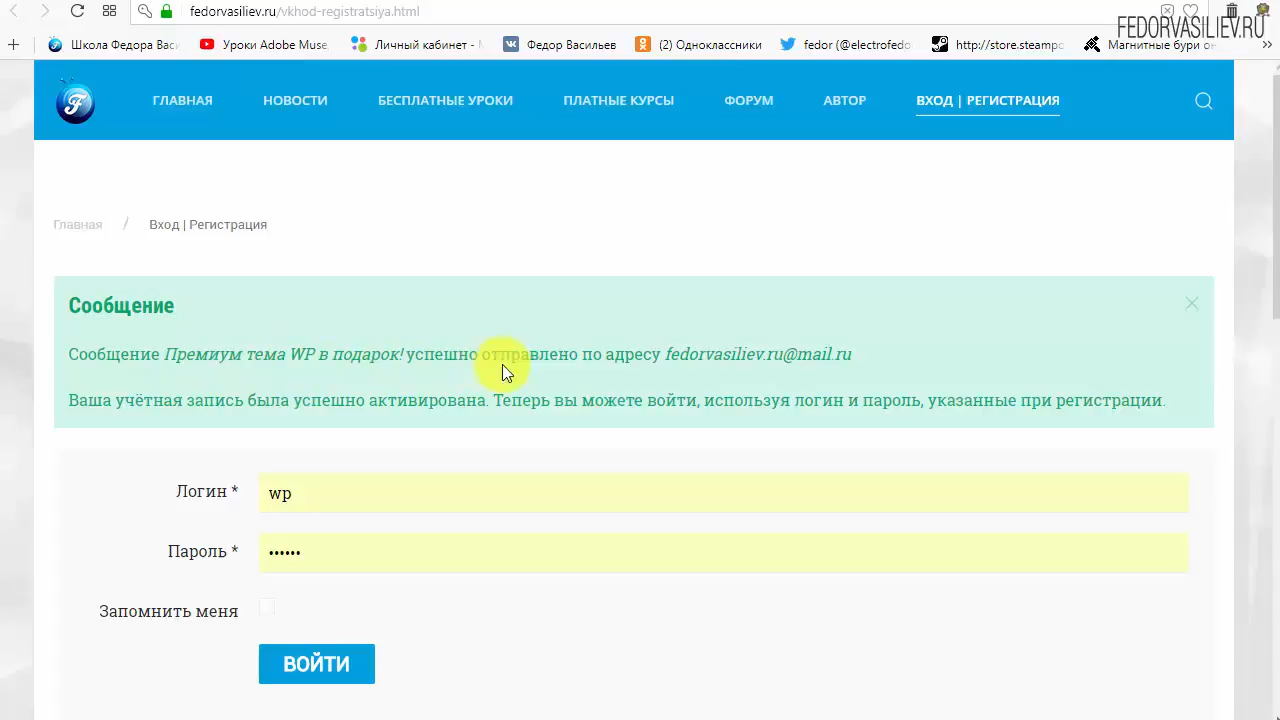 fedorvasiliev.ru/vkhod-registratsiya.html
FEDORVASILIEV.RU
Школа Федора Васи
Уроки Adobe Muse,
Личный кабинет -
Федор Васильев
(2) Одноклассники
fedor (@electrofedo
http://store.steampo
Магнитные бури он
ГЛАВНАЯ
НОВОСТИ
БЕСПЛАТНЫЕ УРОКИ
ПЛАТНЫЕ КУРСЫ
ФОРУМ
АВТОР
ВХОД | РЕГИСТРАЦИЯ
Главная / Вход | Регистрация
Сообщение
Сообщение Премиум тема WP в подарок! успешно отправлено по адресу fedorvasiliev.ru@mail.ru
Ваша учётная запись была успешно активирована. Теперь вы можете войти, используя логин и пароль, указанные при регистрации.
Логин *
wp
Пароль *
••••••
Запомнить меня
ВОЙТИ